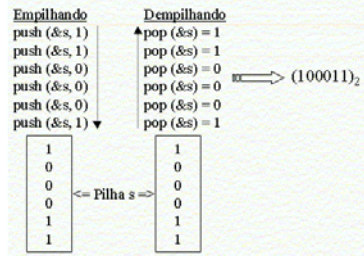 Empilhando
push (&s, 1)
push (&s, 1)
push (&s, 0)
push (&s, 0)
push (&s, 0)
push (&s, 1)
Dempilhando
pop (&s) = 1
pop (&s) = 1
pop (&s) = 0
pop (&s) = 0
pop (&s) = 0
pop (&s) = 1
(100011)2
1
0
0
0
1
1
<= Pilha s =>
1
0
0
0
1
1